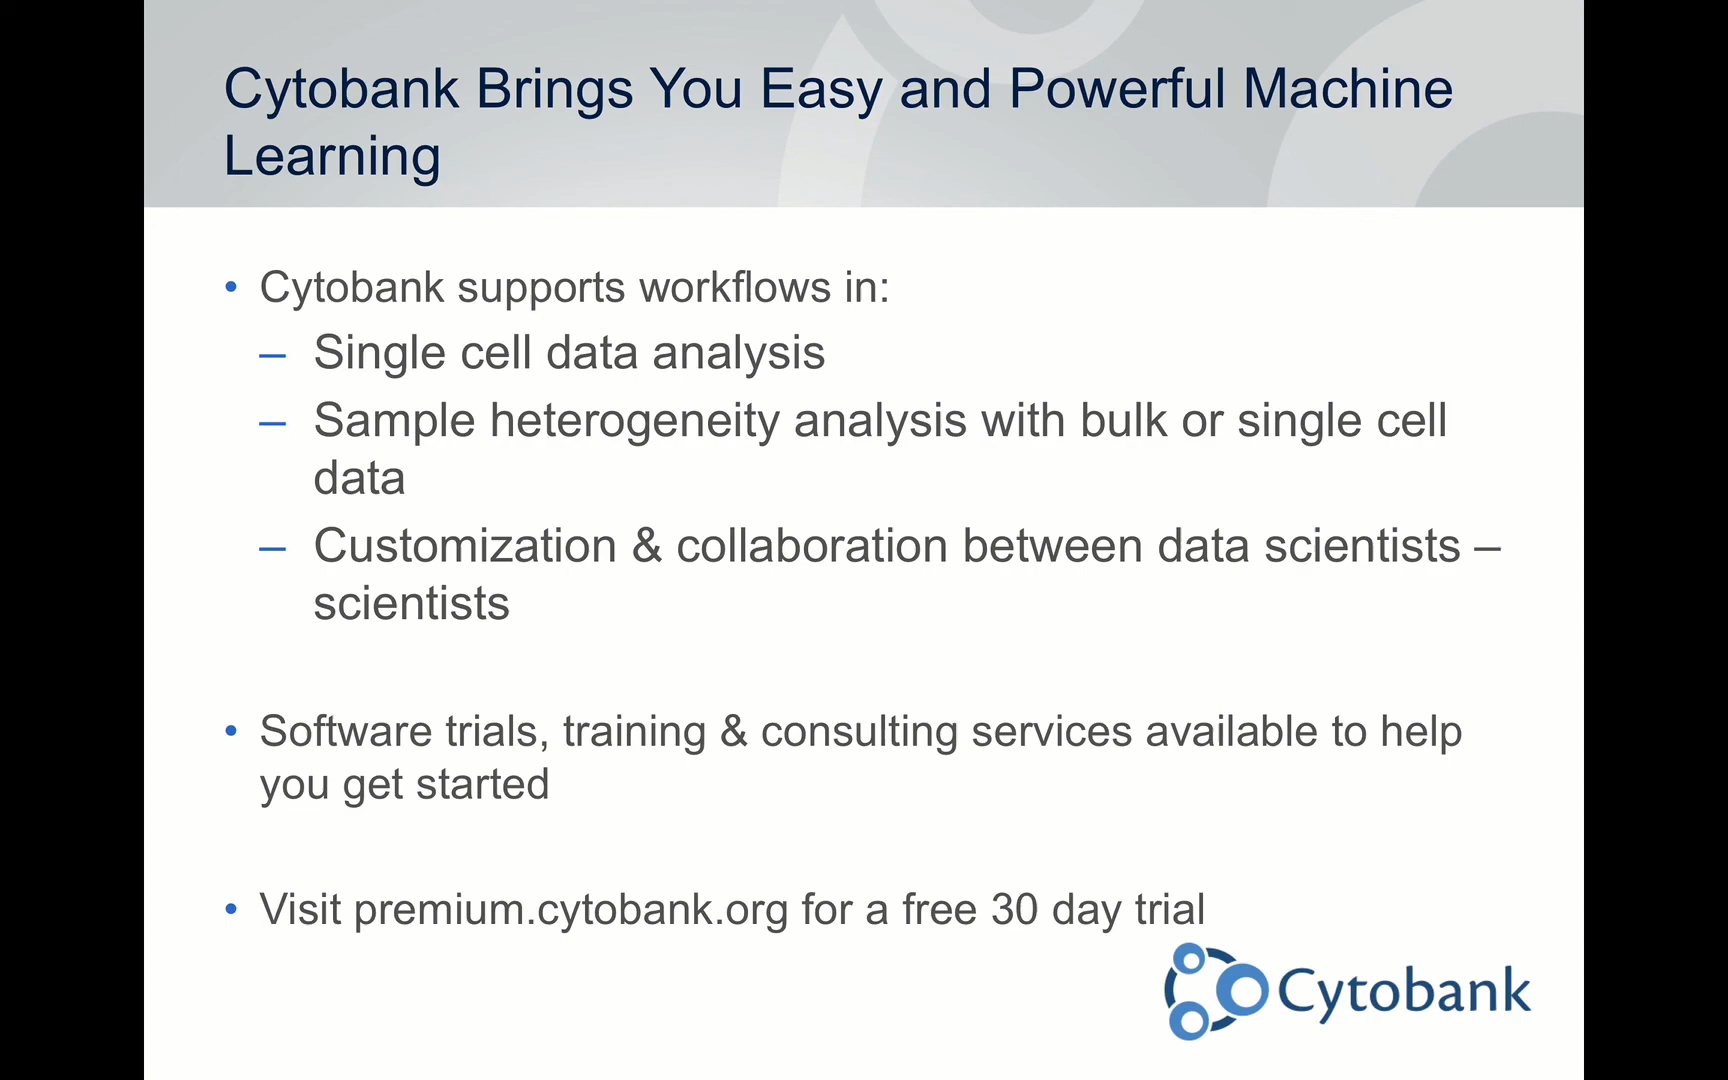 Cytobank Brings You Easy and Powerful Machine
Learning
• Cytobank supports workflows in:
– Single cell data analysis
– Sample heterogeneity analysis with bulk or single cell
data
– Customization & collaboration between data scientists –
scientists
• Software trials, training & consulting services available to help
you get started
• Visit premium.cytobank.org for a free 30 day trial
Cytobank